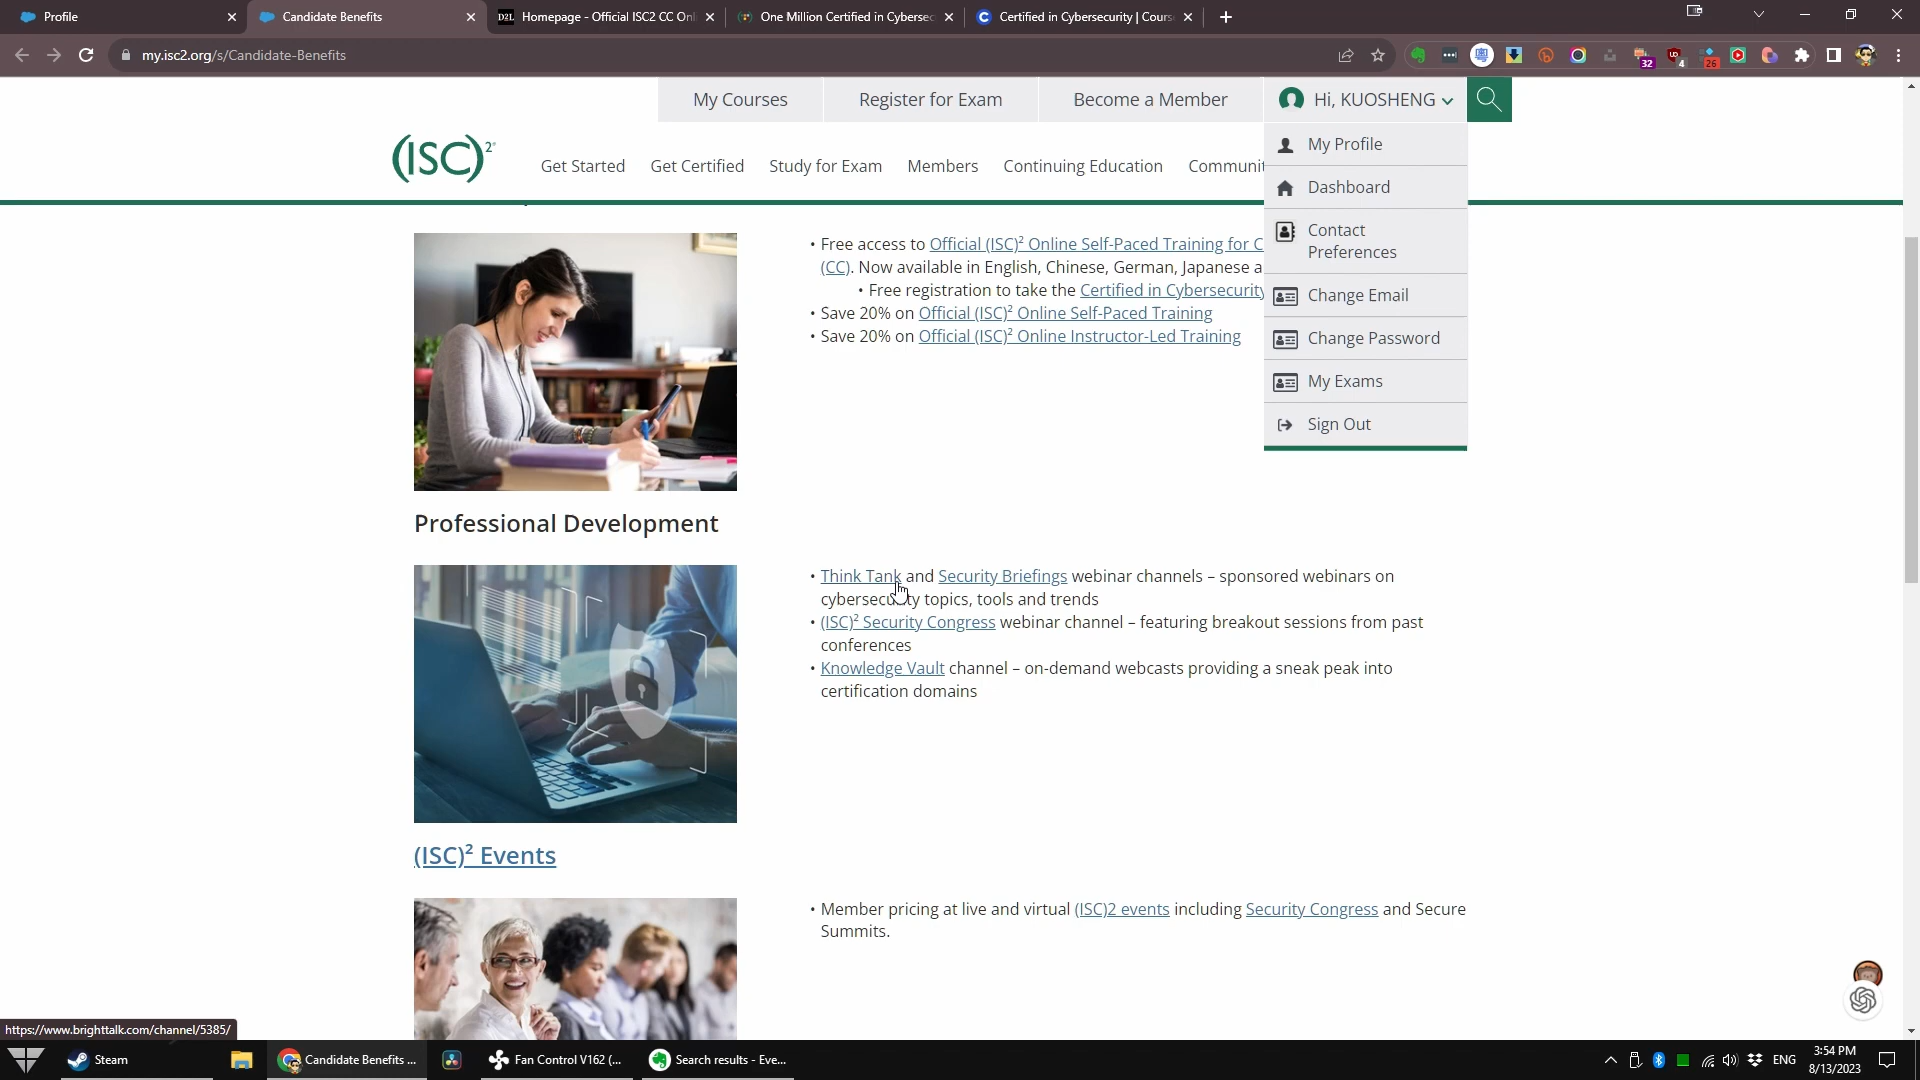 Profile
Candidate Benefits
D2L
Homepage - Official ISC2 CC Onl
One Million Certified in Cybersec
Certified in Cybersecurity | Cours
my.isc2.org/s/Candidate-Benefits
32
4
26
My Courses
Register for Exam
Become a Member
Hi, KUOSHENG
(ISC)²
Get Started
Get Certified
Study for Exam
Members
Continuing Education
Communit
My Profile
Dashboard
Contact
Preferences
Change Email
Change Password
My Exams
Sign Out
• Free access to Official (ISC)² Online Self-Paced Training for C
(CC). Now available in English, Chinese, German, Japanese a
• Free registration to take the Certified in Cybersecurity
• Save 20% on Official (ISC)² Online Self-Paced Training
• Save 20% on Official (ISC)² Online Instructor-Led Training
Professional Development
• Think Tank and Security Briefings webinar channels – sponsored webinars on
cybersecurity topics, tools and trends
• (ISC)² Security Congress webinar channel – featuring breakout sessions from past
conferences
• Knowledge Vault channel – on-demand webcasts providing a sneak peak into
certification domains
(ISC)² Events
• Member pricing at live and virtual (ISC)2 events including Security Congress and Secure
Summits.
https://www.brighttalk.com/channel/5385/
Steam
Candidate Benefits ...
Fan Control V162 (...
Search results - Eve...
ENG
3:54 PM
8/13/2023